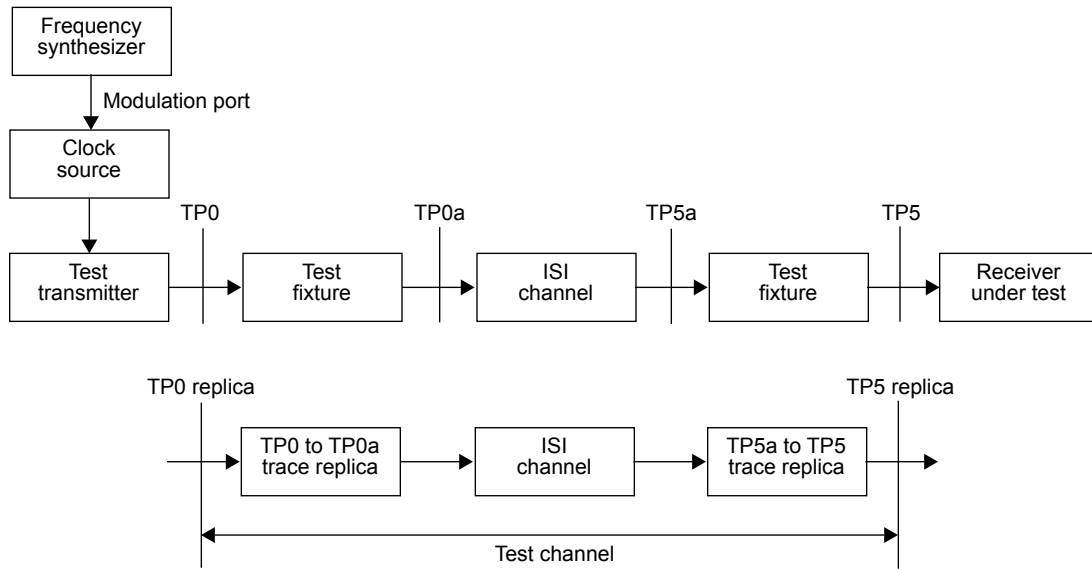 Frequency
synthesizer
Modulation port
Clock
source
TP0
TP0a
TP5a
TP5
Test
transmitter
Test
fixture
ISI
channel
Test
fixture
Receiver
under test
TP0 replica
TP5 replica
TP0 to TP0a
trace replica
ISI
channel
TP5a to TP5
trace replica
Test channel